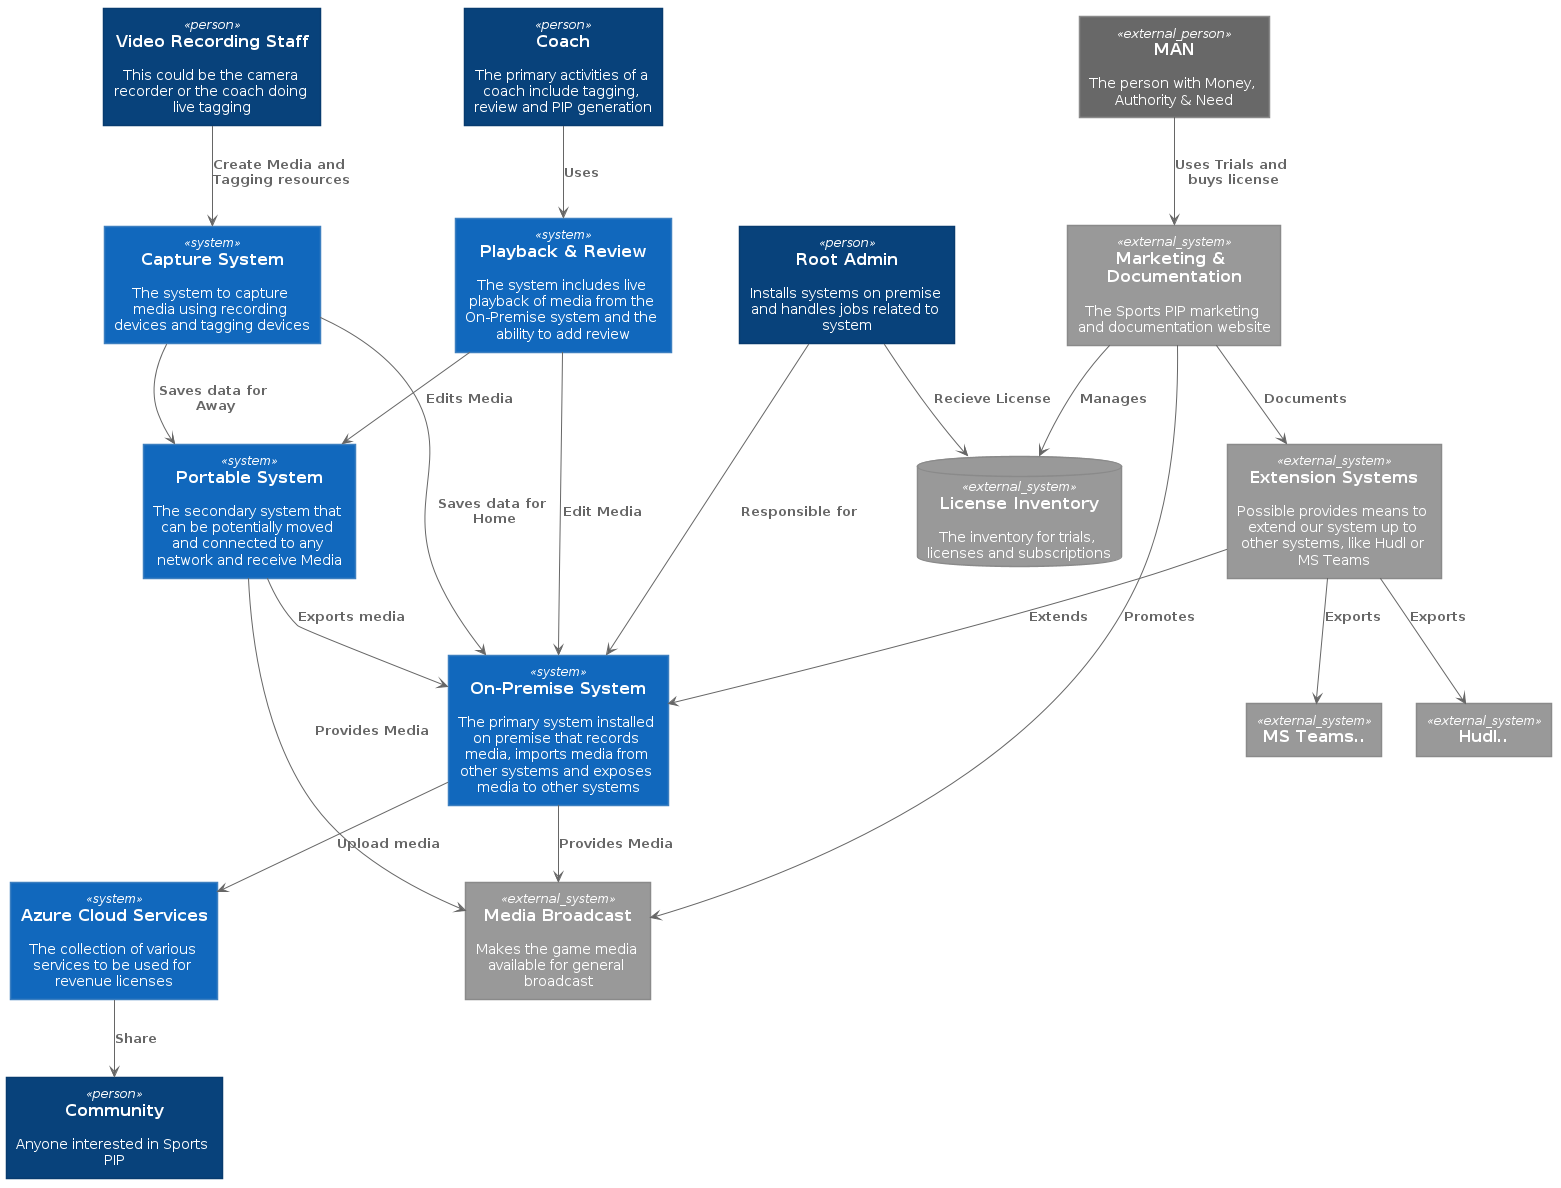 «person»
Video Recording Staff
This could be the camera
recorder or the coach doing
live tagging
«person»
Coach
The primary activities of a
coach include tagging,
review and PIP generation
«external_person»
MAN
The person with Money,
Authority & Need
Create Media and
Tagging resources
Uses
Uses Trials and
buys license
«system»
Capture System
The system to capture
media using recording
devices and tagging devices
«system»
Playback & Review
The system includes live
playback of media from the
On-Premise system and the
ability to add review
«person»
Root Admin
Installs systems on premise
and handles jobs related to
system
«external_system»
Marketing &
Documentation
The Sports PIP marketing
and documentation website
Saves data for
Away
Edits Media
Recieve License
Manages
Documents
«system»
Portable System
The secondary system that
can be potentially moved
and connected to any
network and receive Media
Saves data for
Home
Edit Media
Responsible for
«external_system»
License Inventory
The inventory for trials,
licenses and subscriptions
«external_system»
Extension Systems
Possible provides means to
extend our system up to
other systems, like Hudl or
MS Teams
Exports media
Extends
Promotes
Exports
Exports
«system»
On-Premise System
The primary system installed
on premise that records
media, imports media from
other systems and exposes
media to other systems
Provides Media
«external_system»
MS Teams..
«external_system»
Hudl..
Upload media
Provides Media
«system»
Azure Cloud Services
The collection of various
services to be used for
revenue licenses
«external_system»
Media Broadcast
Makes the game media
available for general
broadcast
Share
«person»
Community
Anyone interested in Sports
PIP